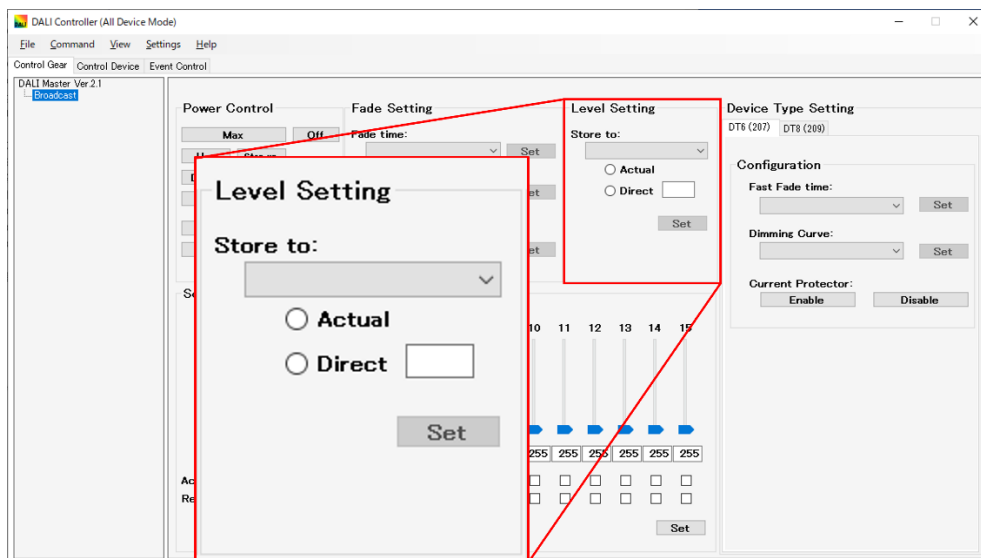 DALI Controller (All Device Mode)
File Command View Settings Help
Control Gear Control Device Event Control
DALI Master Ver.2.1
Broadcast
Power Control
Max Off
Fade Setting
Fade time:
Set
Level Setting
Store to:
Actual
Direct
Set
Level Setting
Store to:
Actual
Direct
Set
10 11 12 13 14 15
255 255 255 255 255 255
Set
Device Type Setting
DT6 (207) DT8 (209)
Configuration
Fast Fade time:
Set
Dimming Curve:
Set
Current Protector:
Enable Disable